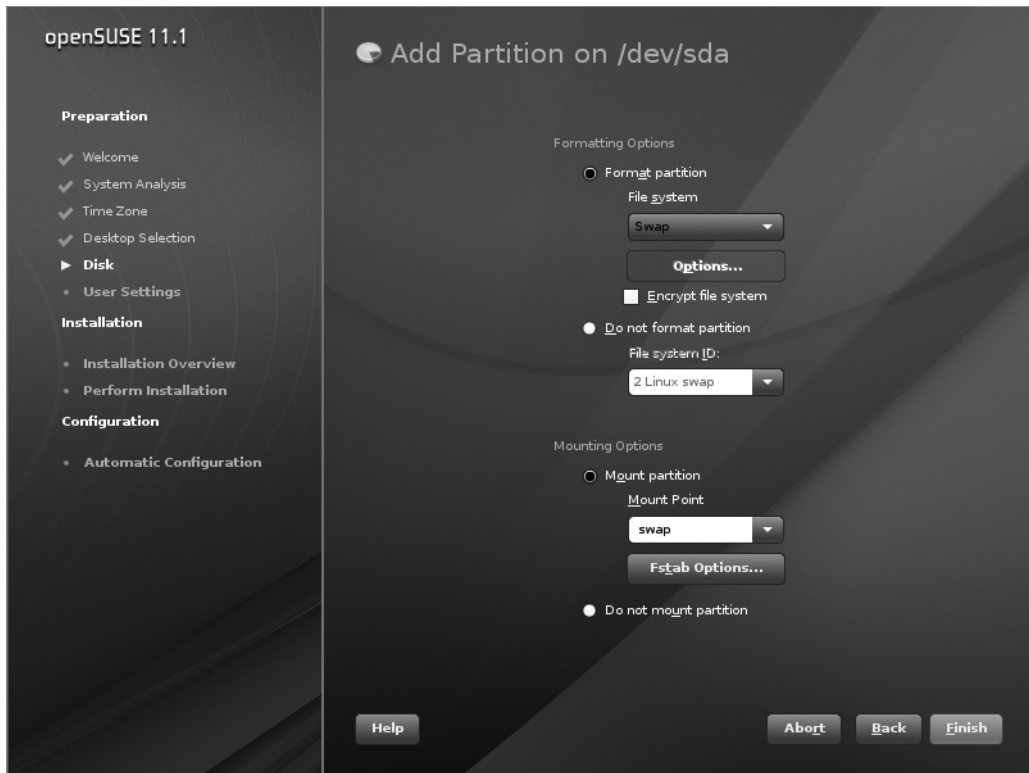 openSUSE 11.1
Preparation
Welcome
System Analysis
Time Zone
Desktop Selection
Disk
User Settings
Installation
Installation Overview
Perform Installation
Configuration
Automatic Configuration
Add Partition on /dev/sda
Formatting Options
Format partition
File system
Swap
Options...
Encrypt file system
Do not format partition
File system ID:
2 Linux swap
Mounting Options
Mount partition
Mount Point
swap
Fstab Options...
Do not mount partition
Help
Abort
Back
Finish